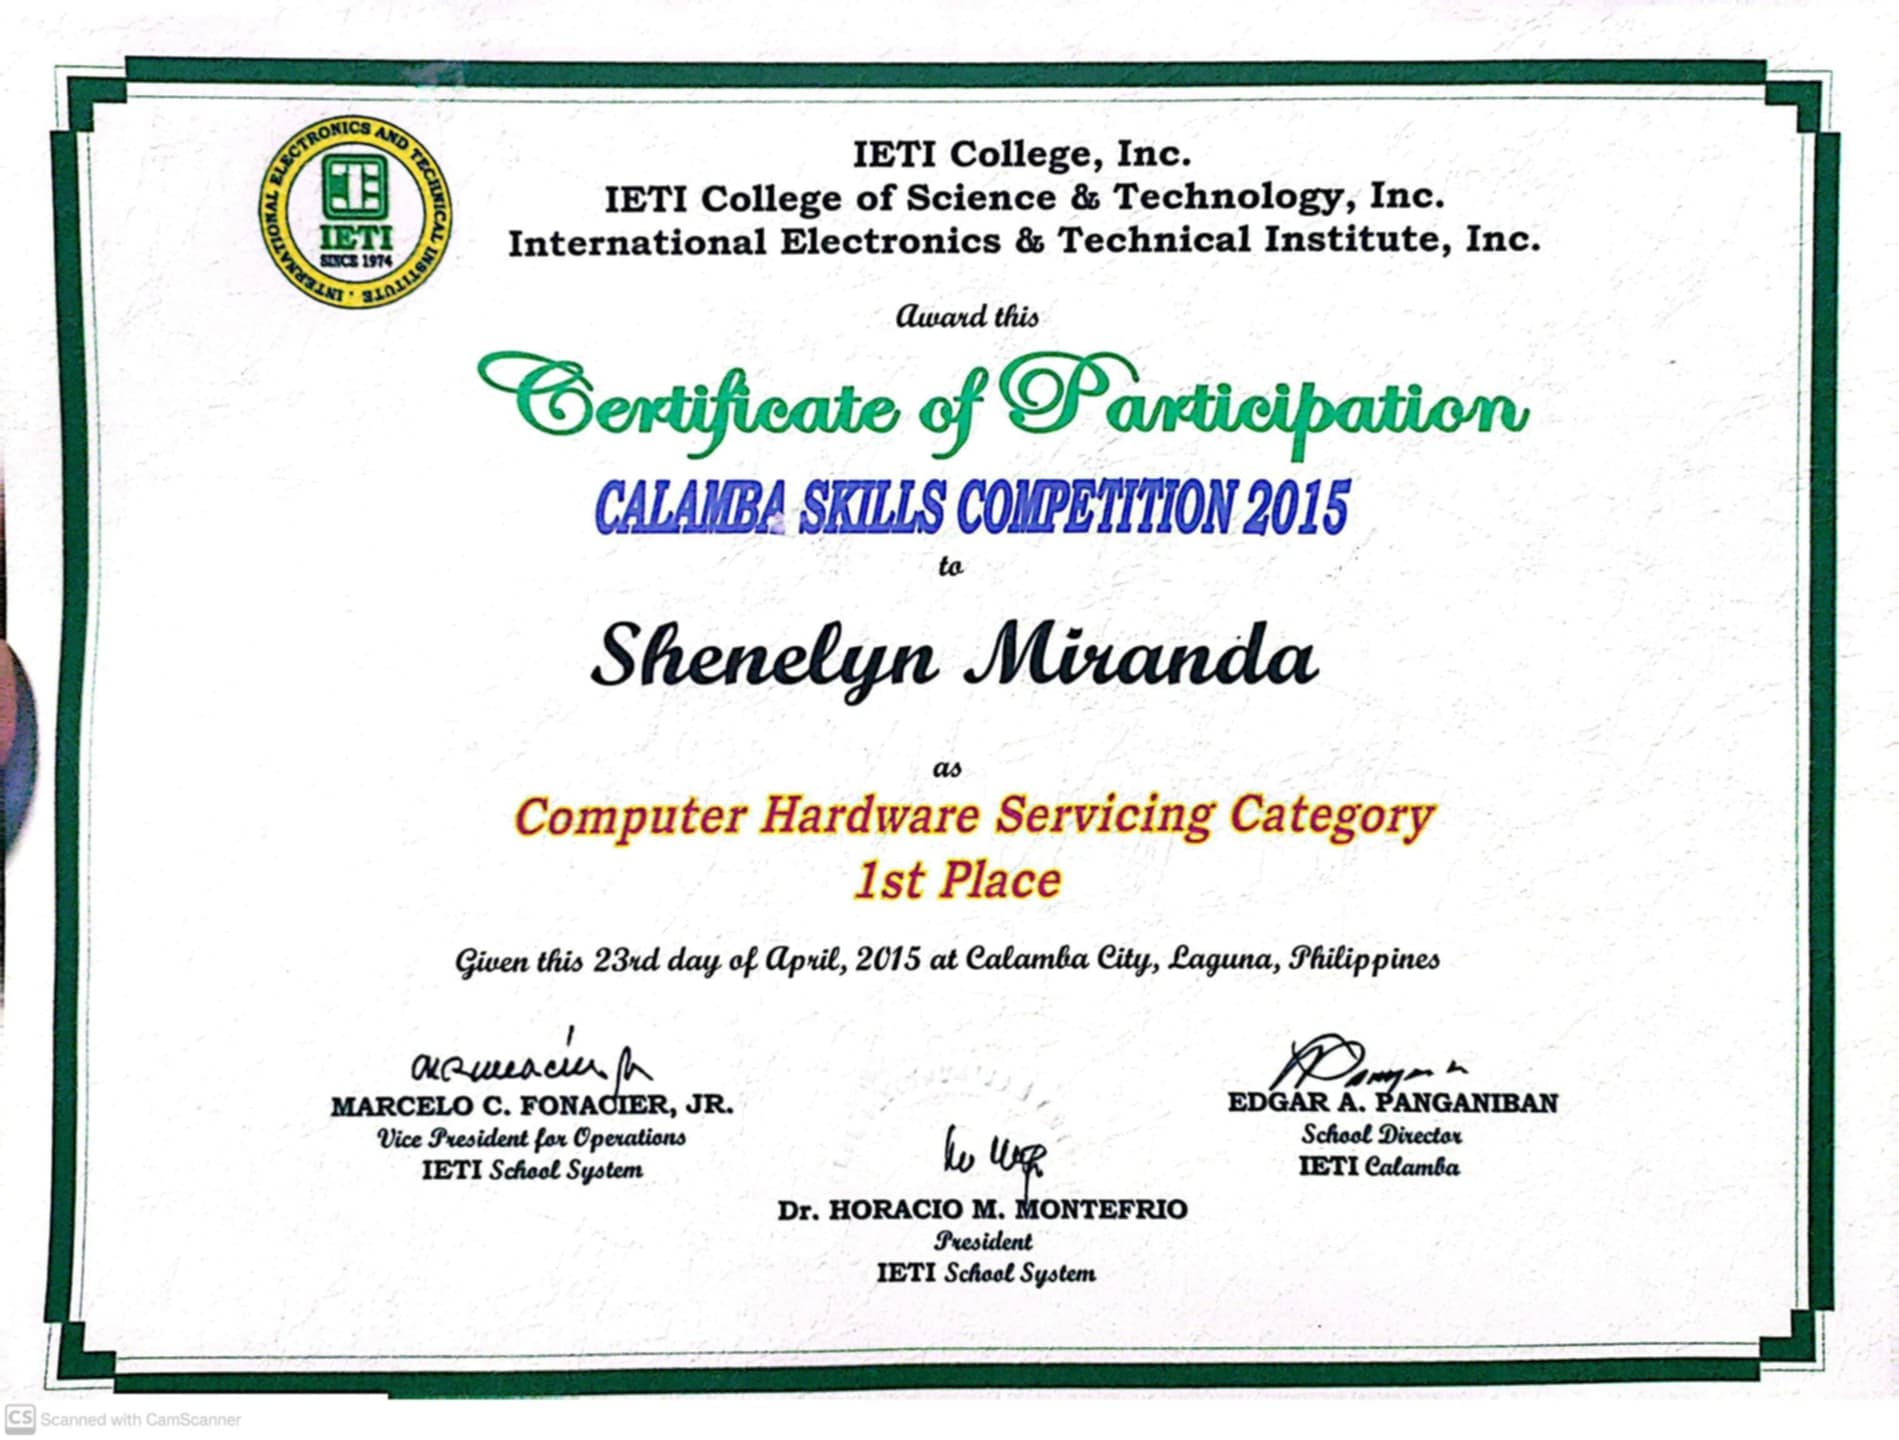 INTERNATIONAL ELECTRONICS AND TECHNICAL INSTITUTE
IETI
SINCE 1974
IETI College, Inc.
IETI College of Science & Technology, Inc.
International Electronics & Technical Institute, Inc.
Award this
Certificate of Participation
CALAMBA SKILLS COMPETITION 2015
to
Shenelyn Miranda
as
Computer Hardware Servicing Category
1st Place
Given this 23rd day of April, 2015 at Calamba City, Laguna, Philippines
MARCELO C. FONACIER, JR.
Vice President for Operations
IETI School System
EDGAR A. PANGANIBAN
School Director
IETI Calamba
Dr. HORACIO M. MONTEFRIO
President
IETI School System
CS Scanned with CamScanner